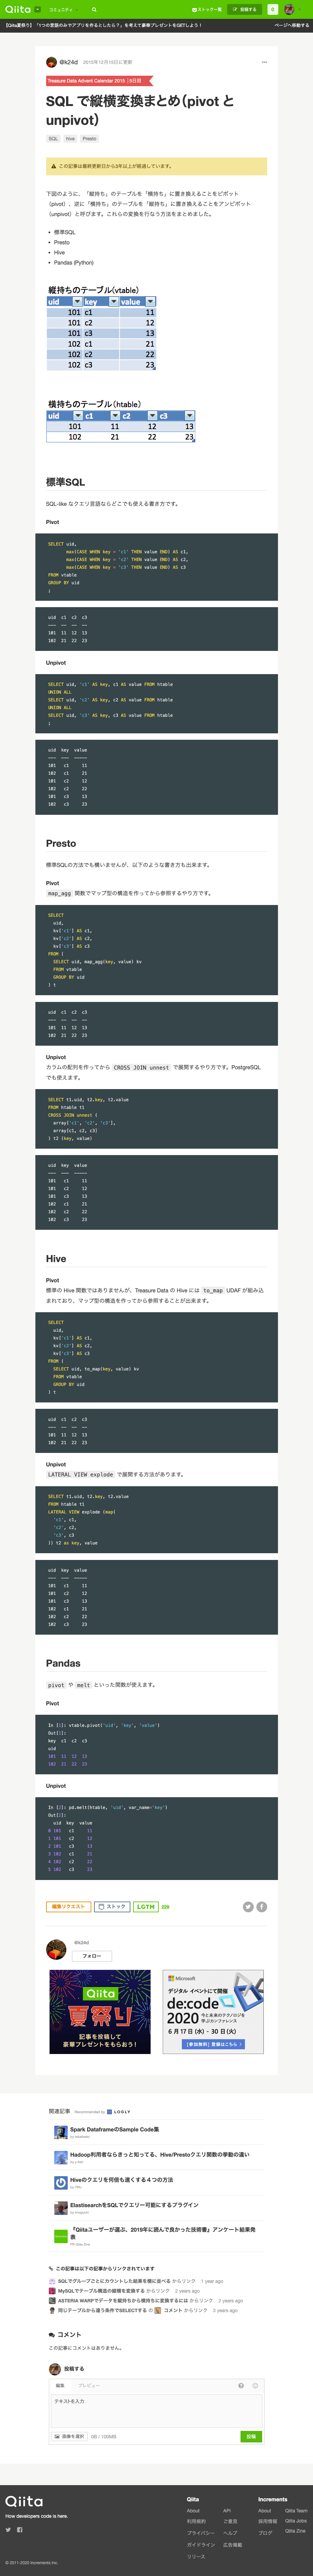 Qiita
コミュニティ
ストック一覧
投稿する
0
【Qiita夏祭り】「1つの言語のみでアプリを作るとしたら？」を考えて豪華プレゼントをGETしよう！
ページへ移動する
@k24d
2015年12月15日に更新
Treasure Data Advent Calendar 2015 | 5日目
SQL で縦横変換まとめ（pivot と unpivot）
SQL
Hive
Presto
この記事は最終更新日から3年以上が経過しています。
下図のように、「縦持ち」のテーブルを「横持ち」に置き換えることをピボット
（pivot）、逆に「横持ち」のテーブルを「縦持ち」に置き換えることをアンピボット
（unpivot）と呼びます。これらの変換を行なう方法をまとめました。
標準SQL
Presto
Hive
Pandas (Python)
縦持ちのテーブル(vtable)
uid key value
101 c1 11
101 c2 12
101 c3 13
102 c1 21
102 c2 22
102 c3 23
横持ちのテーブル(htable)
uid c1 c2 c3
101 11 12 13
102 21 22 23
標準SQL
SQL-like なクエリ言語ならどこでも使える書き方です。
Pivot
SELECT uid,
max(CASE WHEN key = 'c1' THEN value END) AS c1,
max(CASE WHEN key = 'c2' THEN value END) AS c2,
max(CASE WHEN key = 'c3' THEN value END) AS c3
FROM vtable
GROUP BY uid
;
uid c1 c2 c3
--- -- -- --
101 11 12 13
102 21 22 23
Unpivot
SELECT uid, 'c1' AS key, c1 AS value FROM htable
UNION ALL
SELECT uid, 'c2' AS key, c2 AS value FROM htable
UNION ALL
SELECT uid, 'c3' AS key, c3 AS value FROM htable
;
uid key value
--- --- -----
101 c1 11
102 c1 21
101 c2 12
102 c2 22
101 c3 13
102 c3 23
Presto
標準SQLの方法でも構いませんが、以下のような書き方も出来ます。
Pivot
map_agg 関数でマップ型の構造を作ってから参照するやり方です。
SELECT
uid,
kv['c1'] AS c1,
kv['c2'] AS c2,
kv['c3'] AS c3
FROM (
SELECT uid, map_agg(key, value) kv
FROM vtable
GROUP BY uid
) t
uid c1 c2 c3
--- -- -- --
101 11 12 13
102 21 22 23
Unpivot
カラムの配列を作ってから CROSS JOIN unnest で展開するやり方です。PostgreSQL
でも使えます。
SELECT t1.uid, t2.key, t2.value
FROM htable t1
CROSS JOIN unnest (
array['c1', 'c2', 'c3'],
array[c1, c2, c3]
) t2 (key, value)
uid key value
--- --- -----
101 c1 11
101 c2 12
101 c3 13
102 c1 21
102 c2 22
102 c3 23
Hive
Pivot
標準の Hive 関数ではありませんが、Treasure Data の Hive には to_map UDAF が組み込
まれており、マップ型の構造を作ってから参照することが出来ます。
SELECT
uid,
kv['c1'] AS c1,
kv['c2'] AS c2,
kv['c3'] AS c3
FROM (
SELECT uid, to_map(key, value) kv
FROM vtable
GROUP BY uid
) t
uid c1 c2 c3
--- -- -- --
101 11 12 13
102 21 22 23
Unpivot
LATERAL VIEW explode で展開する方法があります。
SELECT t1.uid, t2.key, t2.value
FROM htable t1
LATERAL VIEW explode (map(
'c1', c1,
'c2', c2,
'c3', c3
)) t2 as key, value
uid key value
--- --- -----
101 c1 11
101 c2 12
101 c3 13
102 c1 21
102 c2 22
102 c3 23
Pandas
pivot や melt といった関数が使えます。
Pivot
In [1]: vtable.pivot('uid', 'key', 'value')
Out[1]:
key c1 c2 c3
uid
101 11 12 13
102 21 22 23
Unpivot
In [2]: pd.melt(htable, 'uid', var_name='key')
Out[2]:
uid key value
0 101 c1 11
1 101 c2 12
2 101 c3 13
3 102 c1 21
4 102 c2 22
5 102 c3 23
編集リクエスト
ストック
LGTM
229
@k24d
フォロー
Qiita
記事を投稿して
豪華プレゼントをもらおう！
Microsoft
デジタル イベントにて開催
de:code
2020
6 月 17 日 (水) - 30 日 (火)
[参加無料] 登録はこちら >
関連記事
Recommended by LOGLY
Spark DataframeのSample Code集
Hadoop利用者ならきっと知ってる、Hive/Prestoクエリ関数の挙動の違い
Hiveのクエリを何倍も速くする４つの方法
ElasticsearchをSQLでクエリー可能にするプラグイン
『Qiitaユーザーが選ぶ、2019年に読んで良かった技術書』アンケート結果発
表
PR Qiita Zine
この記事は以下の記事からリンクされています
SQLでグループごとにカウントした結果を横に並べる からリンク 1 year ago
MySQLでテーブル構造の縦横を変換する からリンク 2 years ago
ASTERIA WARPでデータを縦持ちから横持ちに変換するには からリンク 2 years ago
同じテーブルから違う条件でSELECTする の コメント からリンク 3 years ago
コメント
この記事にコメントはありません。
投稿する
編集
プレビュー
テキストを入力
画像を選択
0B / 100MB
投稿
Qiita
How developers code is here.
© 2011-2020 Increments Inc.
Qiita
About
利用規約
プライバシー
ガイドライン
リリース
API
ご意見
ヘルプ
広告掲載
Increments
About
採用情報
ブログ
Qiita Team
Qiita Jobs
Qiita Zine